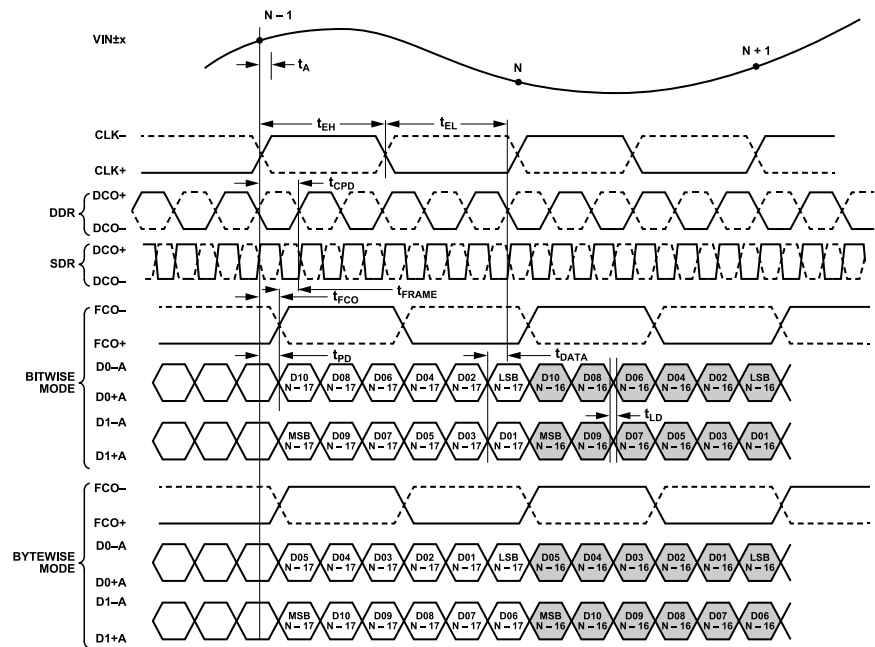 N – 1
VIN±x
N
N + 1
tA
tEH
tEL
CLK–
CLK+
tCPD
DDR
DCO+
DCO–
SDR
DCO+
DCO–
tFCO
tFRAME
FCO–
FCO+
tPD
tDATA
BITWISE
MODE
D0–A
D0+A
D10 D08 D06 D04 D02 LSB D10 D08 D06 D04 D02 LSB
N – 17 N – 17 N – 17 N – 17 N – 17 N – 17 N – 16 N – 16 N – 16 N – 16 N – 16 N – 16
tLD
D1–A
D1+A
MSB D09 D07 D05 D03 D01 MSB D09 D07 D05 D03 D01
N – 17 N – 17 N – 17 N – 17 N – 17 N – 17 N – 16 N – 16 N – 16 N – 16 N – 16 N – 16
FCO–
FCO+
BYTEWISE
MODE
D0–A
D0+A
D05 D04 D03 D02 D01 LSB D05 D04 D03 D02 D01 LSB
N – 17 N – 17 N – 17 N – 17 N – 17 N – 17 N – 16 N – 16 N – 16 N – 16 N – 16 N – 16
D1–A
D1+A
MSB D10 D09 D08 D07 D06 MSB D10 D09 D08 D07 D06
N – 17 N – 17 N – 17 N – 17 N – 17 N – 17 N – 16 N – 16 N – 16 N – 16 N – 16 N – 16